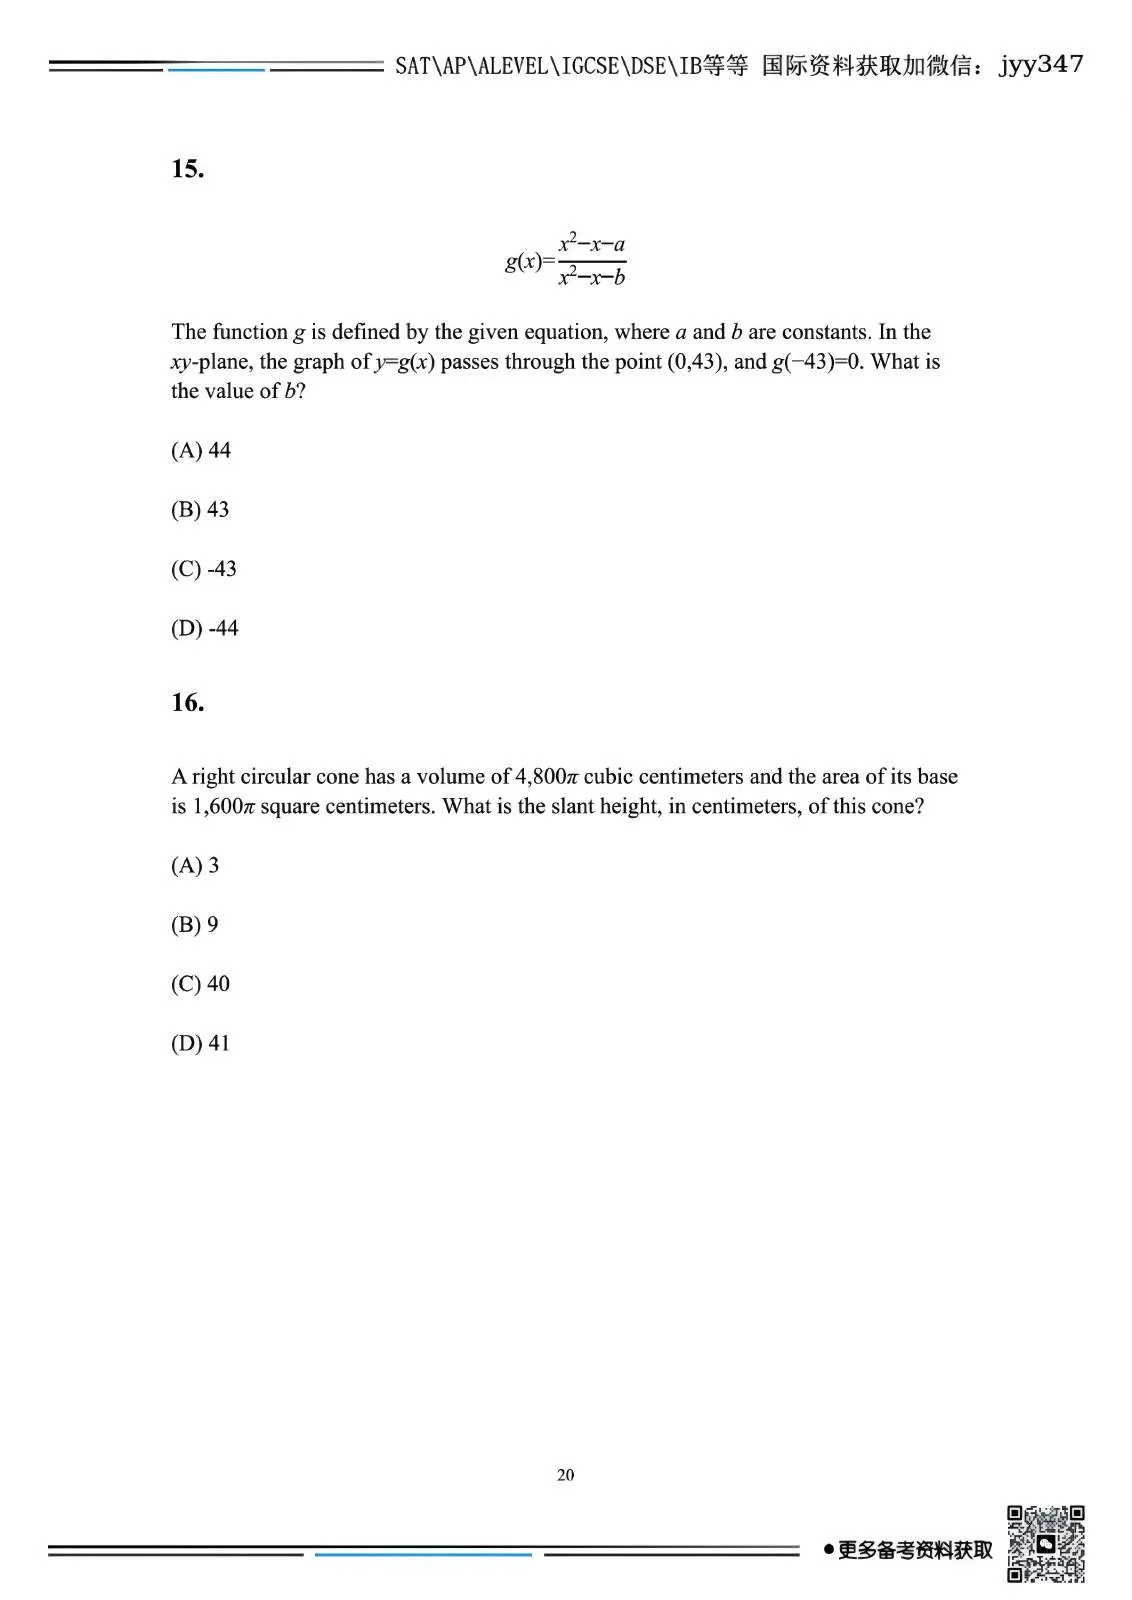 SAT\AP\ALEVEL\IGCSE\DSE\IB等等 国际资料获取加微信：jyy347
15.
g(x)=\frac{x²−x−a}{x²−x−b}
The function g is defined by the given equation, where a and b are constants. In the
xy-plane, the graph of y=g(x) passes through the point (0,43), and g(−43)=0. What is
the value of b?
(A) 44
(B) 43
(C) -43
(D) -44
16.
A right circular cone has a volume of 4,800π cubic centimeters and the area of its base
is 1,600π square centimeters. What is the slant height, in centimeters, of this cone?
(A) 3
(B) 9
(C) 40
(D) 41
20
●更多备考资料获取